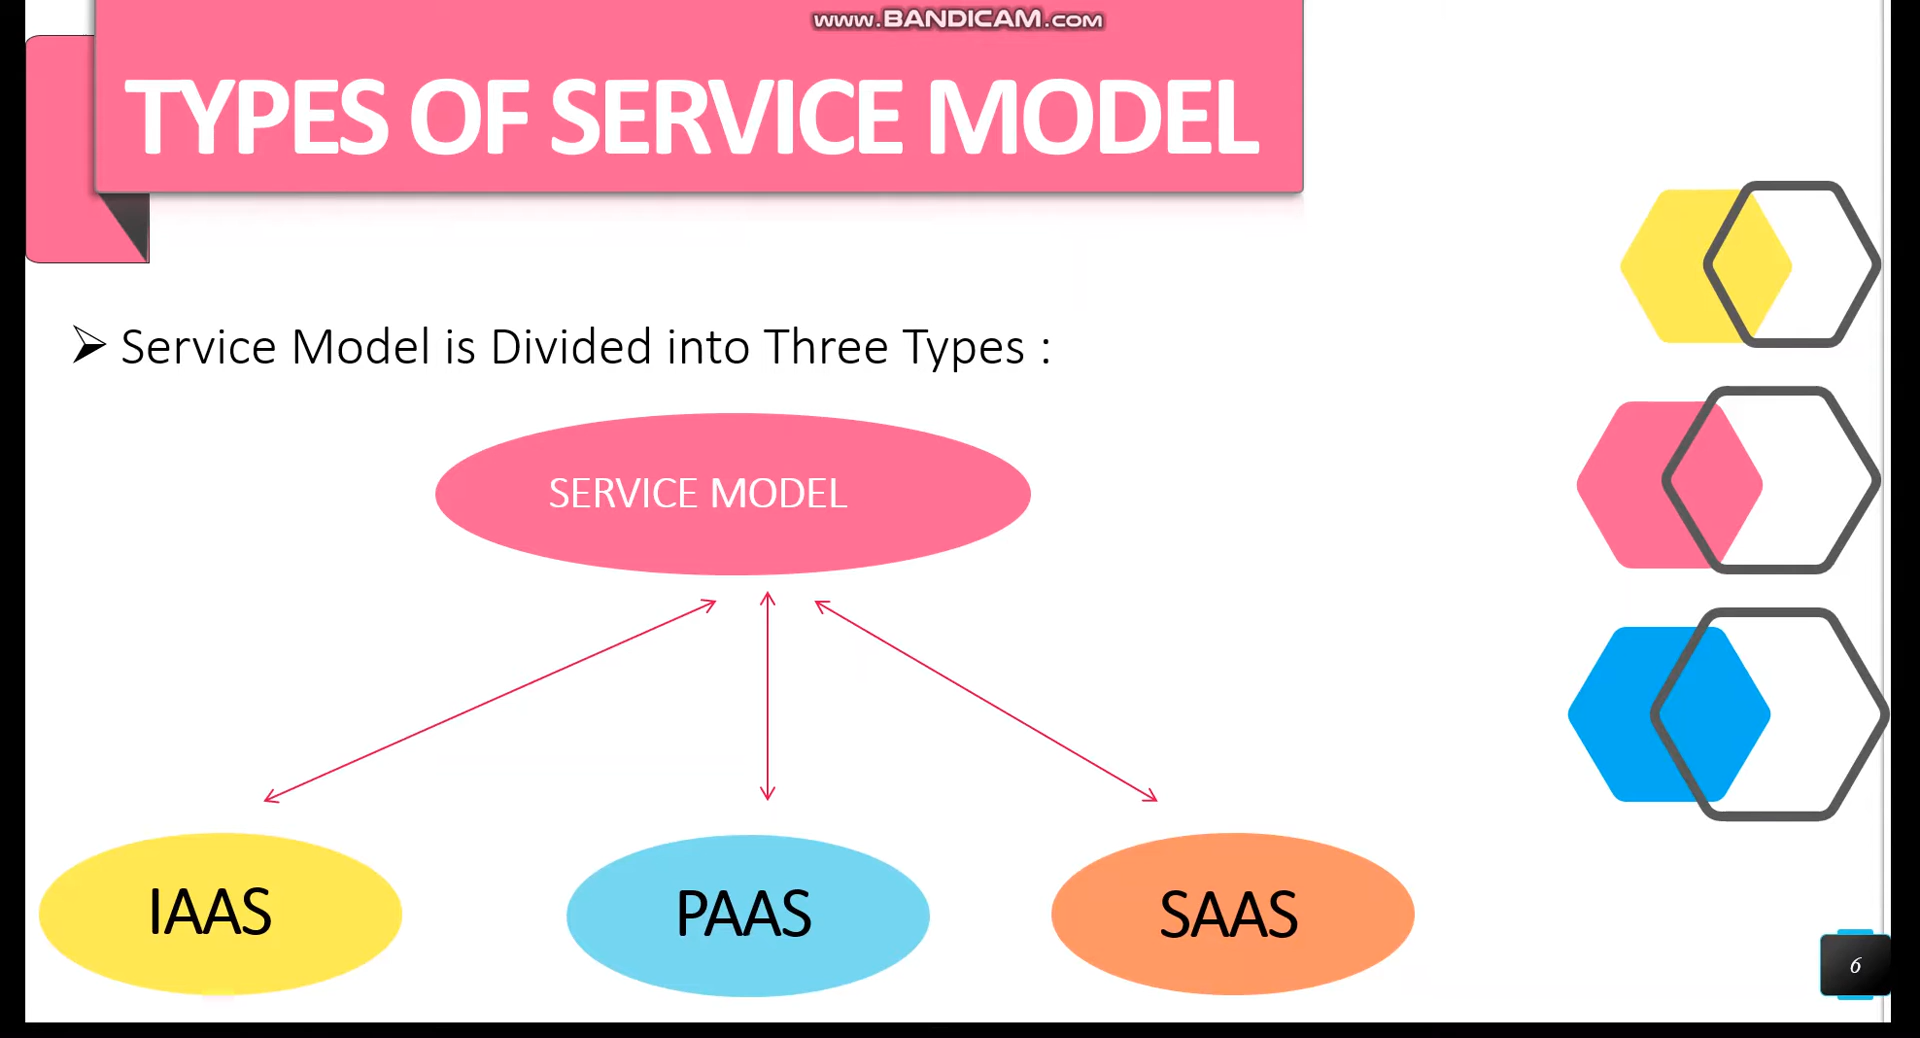 www.BANDICAM.com
TYPES OF SERVICE MODEL
Service Model is Divided into Three Types :
SERVICE MODEL
IAAS
PAAS
SAAS
6